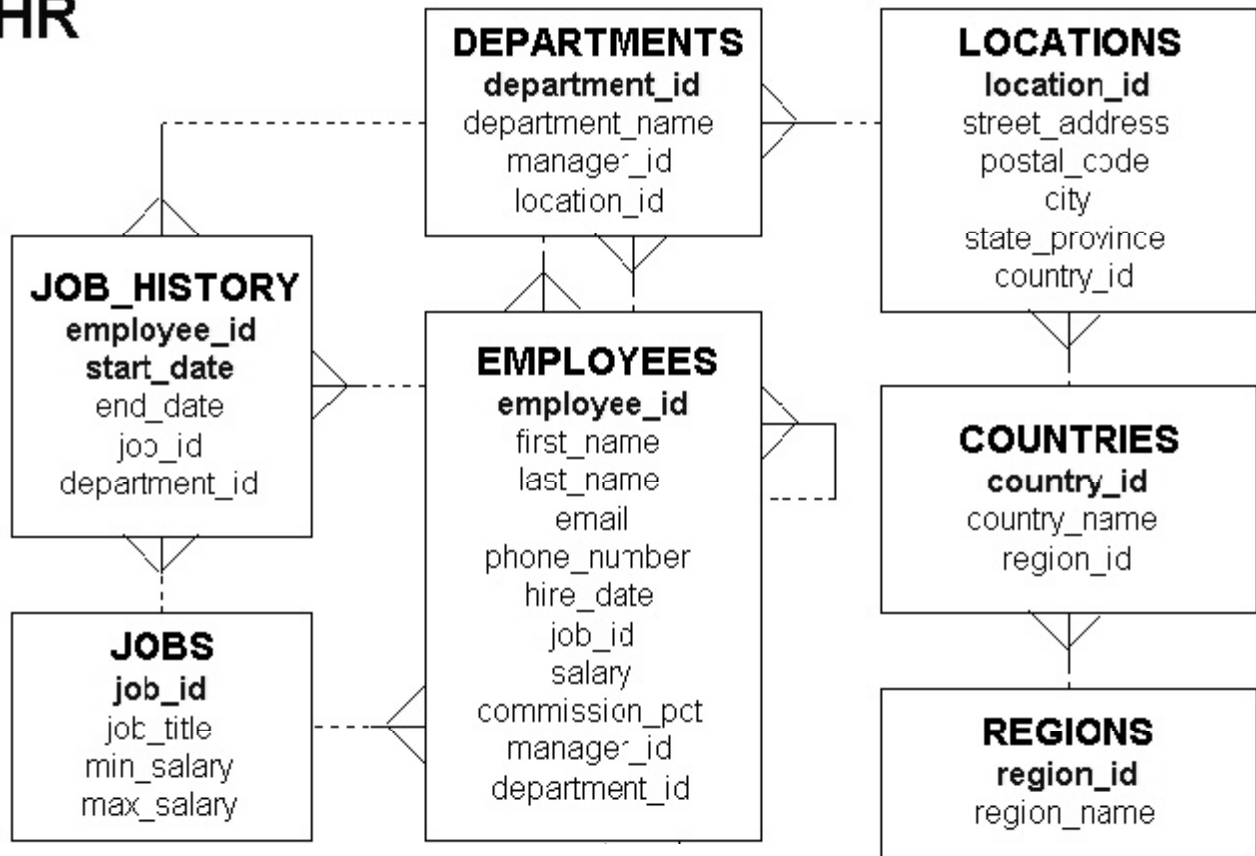 HR
DEPARTMENTS
department_id
department_name
manager_id
location_id
LOCATIONS
location_id
street_address
postal_code
city
state_province
country_id
JOB_HISTORY
employee_id
start_date
end_date
job_id
department_id
EMPLOYEES
employee_id
first_name
last_name
email
phone_number
hire_date
job_id
salary
commission_pct
manager_id
department_id
COUNTRIES
country_id
country_name
region_id
JOBS
job_id
job_title
min_salary
max_salary
REGIONS
region_id
region_name